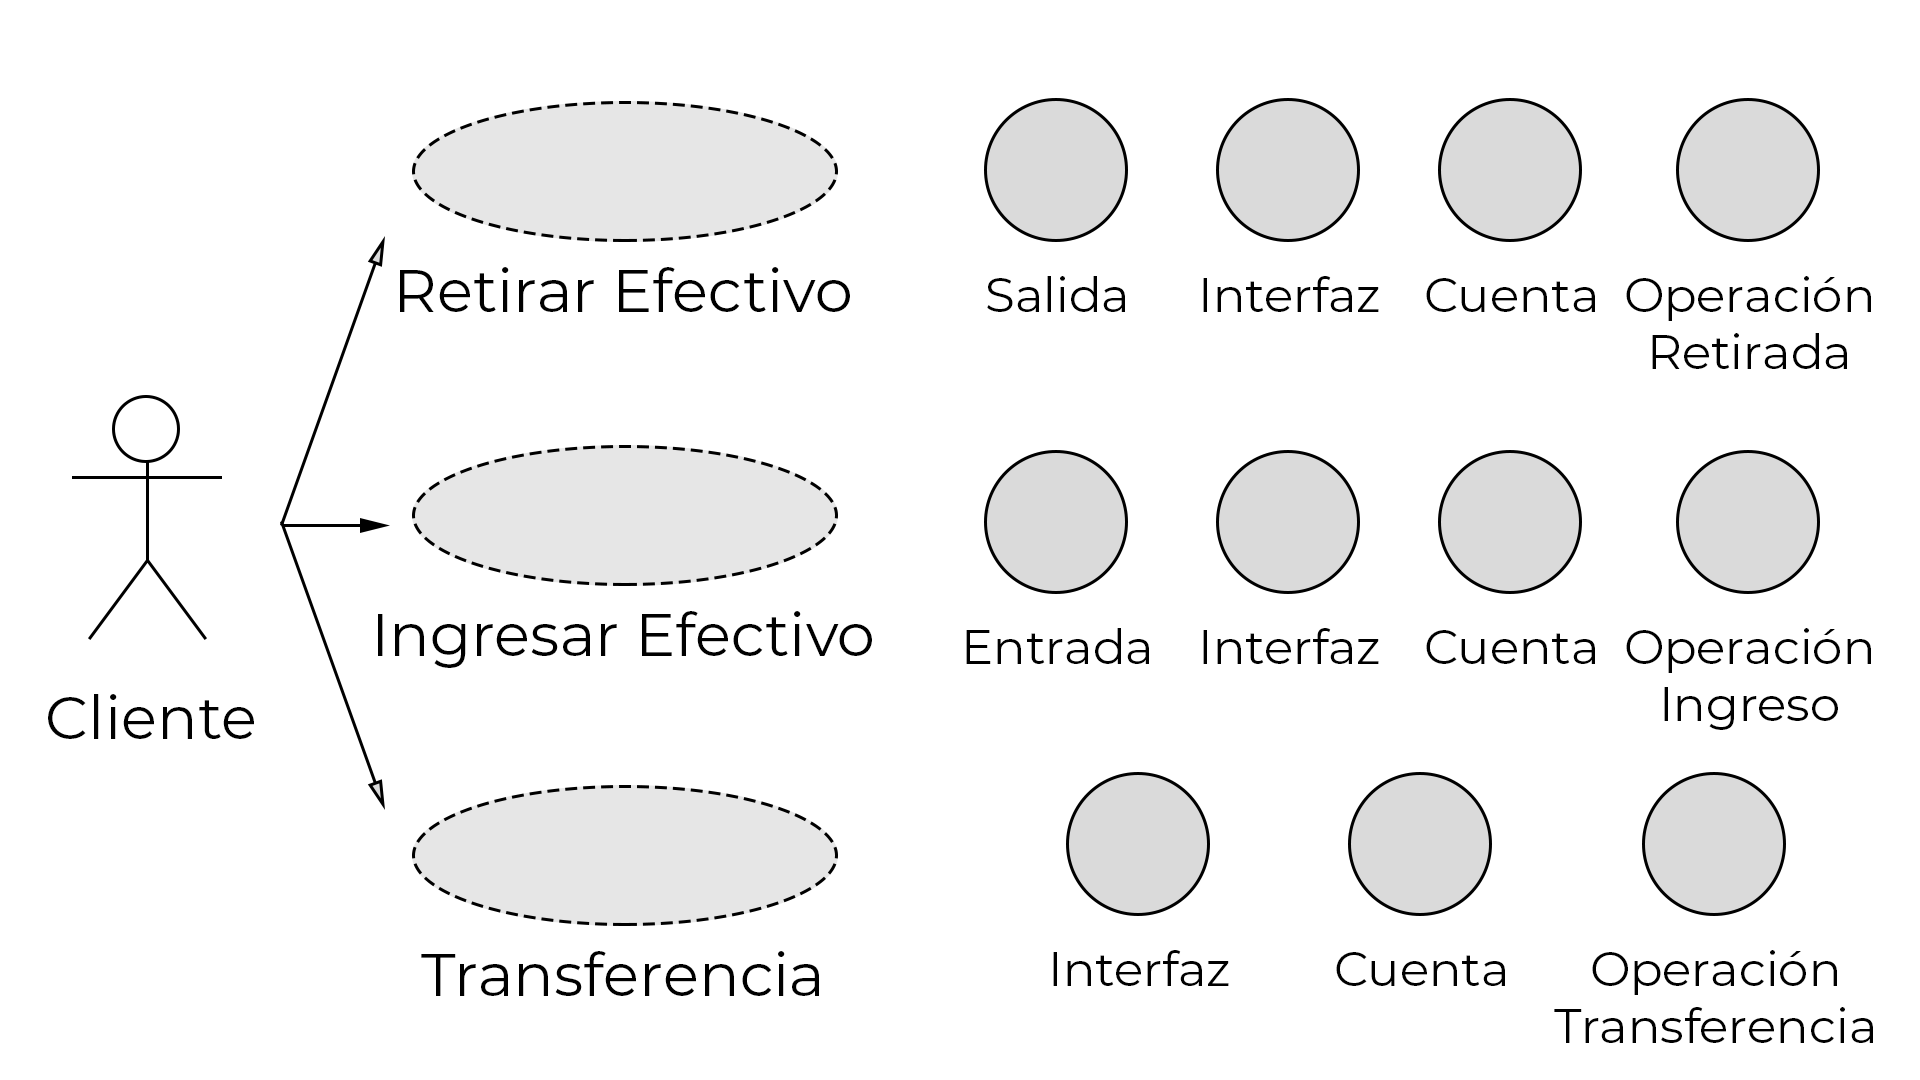 Retirar Efectivo
Salida
Interfaz
Cuenta
Operación
Retirada
Cliente
Ingresar Efectivo
Entrada
Interfaz
Cuenta
Operación
Ingreso
Transferencia
Interfaz
Cuenta
Operación
Transferencia